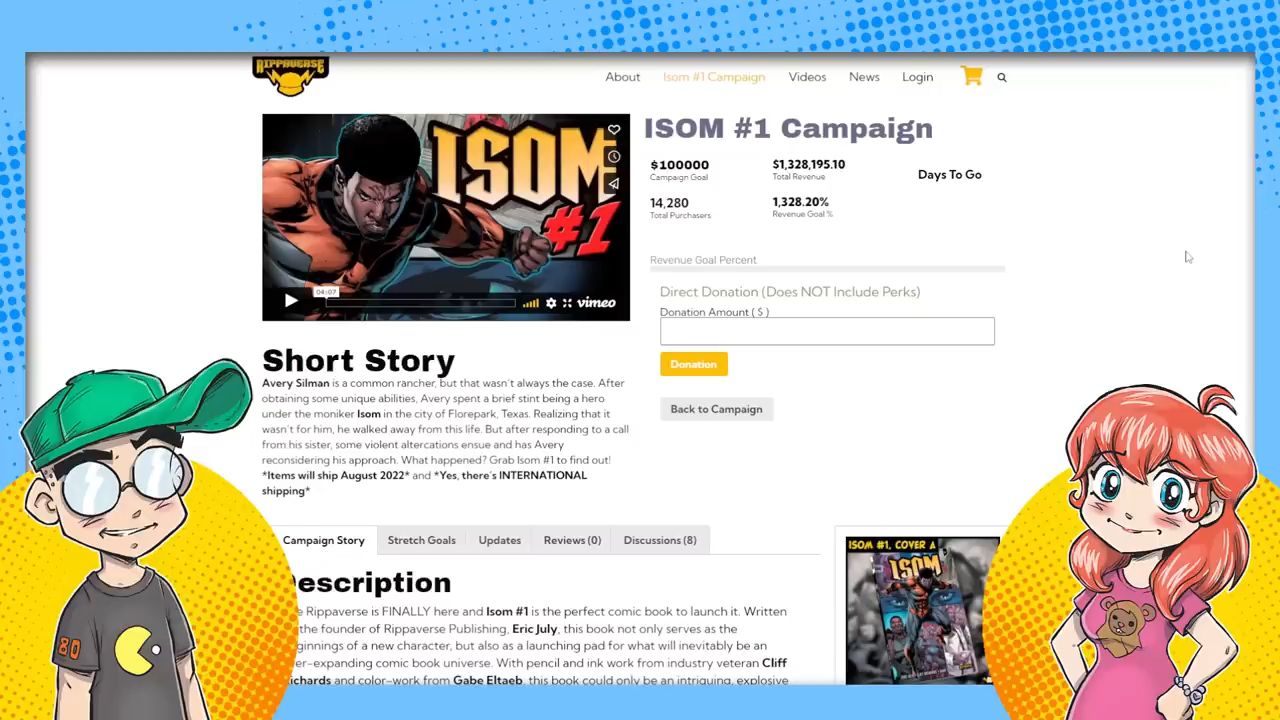 RIPPAVERSE
About
Isom #1 Campaign
Videos
News
Login
ISOM
#1
04:07
vimeo
ISOM #1 Campaign
$100000
Campaign Goal
$1,328,195.10
Total Revenue
Days To Go
14,280
Total Purchasers
1,328.20%
Revenue Goal %
Revenue Goal Percent
Direct Donation (Does NOT Include Perks)
Donation Amount ( $ )
Donation
Back to Campaign
Short Story
Avery Silman is a common rancher, but that wasn't always the case. After
obtaining some unique abilities, Avery spent a brief stint being a hero
under the moniker Isom in the city of Florepark, Texas. Realizing that it
wasn't for him, he walked away from this life. But after responding to a call
from his sister, some violent altercations ensue and has Avery
reconsidering his approach. What happened? Grab Isom #1 to find out!
*Items will ship August 2022* and *Yes, there's INTERNATIONAL
shipping*
Campaign Story
Stretch Goals
Updates
Reviews (0)
Discussions (8)
escription
e Rippaverse is FINALLY here and Isom #1 is the perfect comic book to launch it. Written
the founder of Rippaverse Publishing, Eric July, this book not only serves as the
ginnings of a new character, but also as a launching pad for what will inevitably be an
er-expanding comic book universe. With pencil and ink work from industry veteran Cliff
ichards and color-work from Gabe Eltaeb, this book could only be an intriguing, explosive
ISOM #1, COVER A
ISOM
80